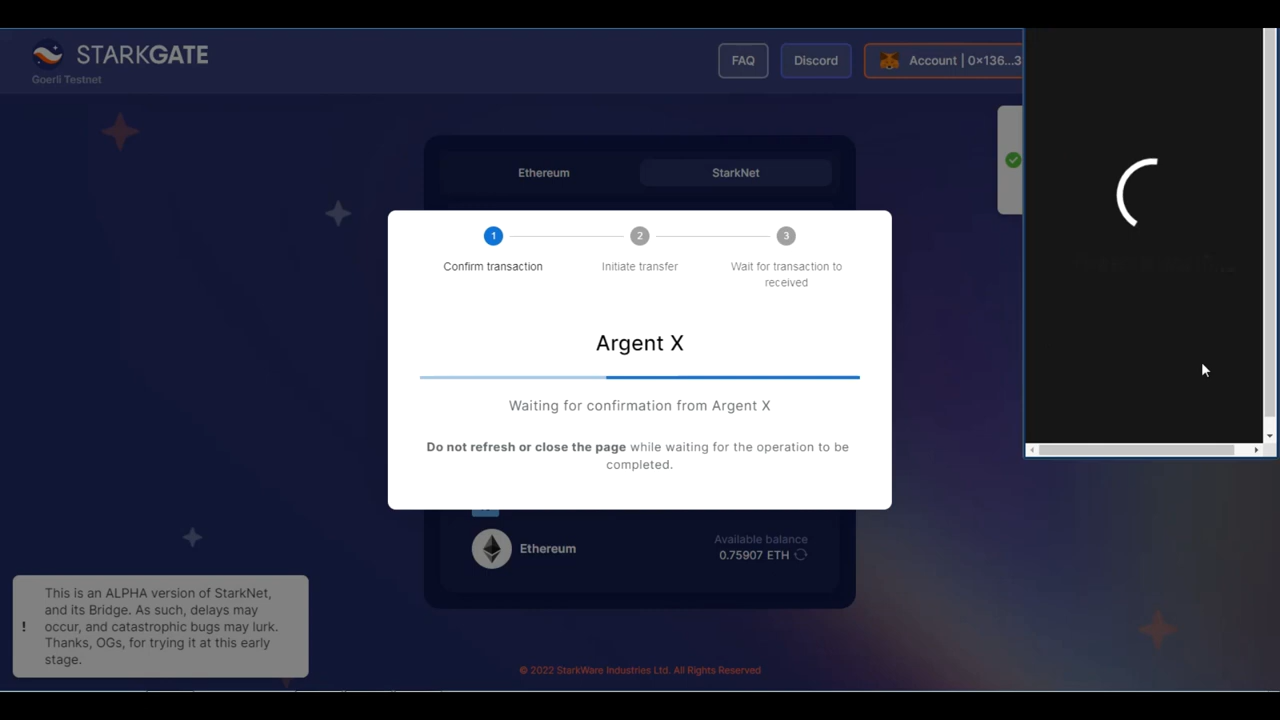 STARKGATE
Goerli Testnet
FAQ
Discord
Account | 0×136...3
Ethereum
StarkNet
1
2
3
Confirm transaction
Initiate transfer
Wait for transaction to
received
Argent X
Waiting for confirmation from Argent X
Do not refresh or close the page while waiting for the operation to be
completed.
Ethereum
Available balance
0.75907 ETH
This is an ALPHA version of StarkNet,
and its Bridge. As such, delays may
! occur, and catastrophic bugs may lurk.
Thanks, OGs, for trying it at this early
stage.
© 2022 StarkWare Industries Ltd. All Rights Reserved